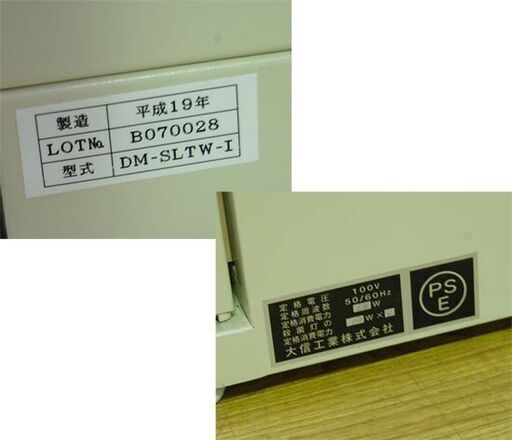 製造 平成19年
LOT№ B070028
型式 DM-SLTW-I
定格電圧 100V
定格周波数 50/60Hz
定格消費電力 W
殺菌灯の
定格消費電力 W×
大信工業株式会社
PS
E